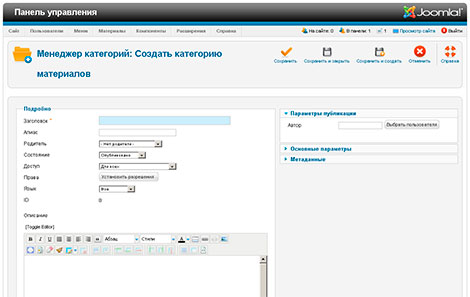 Панель управления
Joomla!
Сайт Пользователи Меню Материалы Компоненты Расширения Справка
На сайте: 0 В панели: 1 1 Просмотр сайта Выйти
Менеджер категорий: Создать категорию материалов
Сохранить Сохранить и закрыть Сохранить и создать Отменить Справка
Подробно
Заголовок *
Алиас
Родитель - Нет родителя -
Состояние Опубликовано
Доступ Для всех
Права Установить разрешения
Язык Все
ID 0
Описание
[Toggle Editor]
B I U Абзац Стили A
Параметры публикации
Автор Выбрать пользователя
Основные параметры
Метаданные